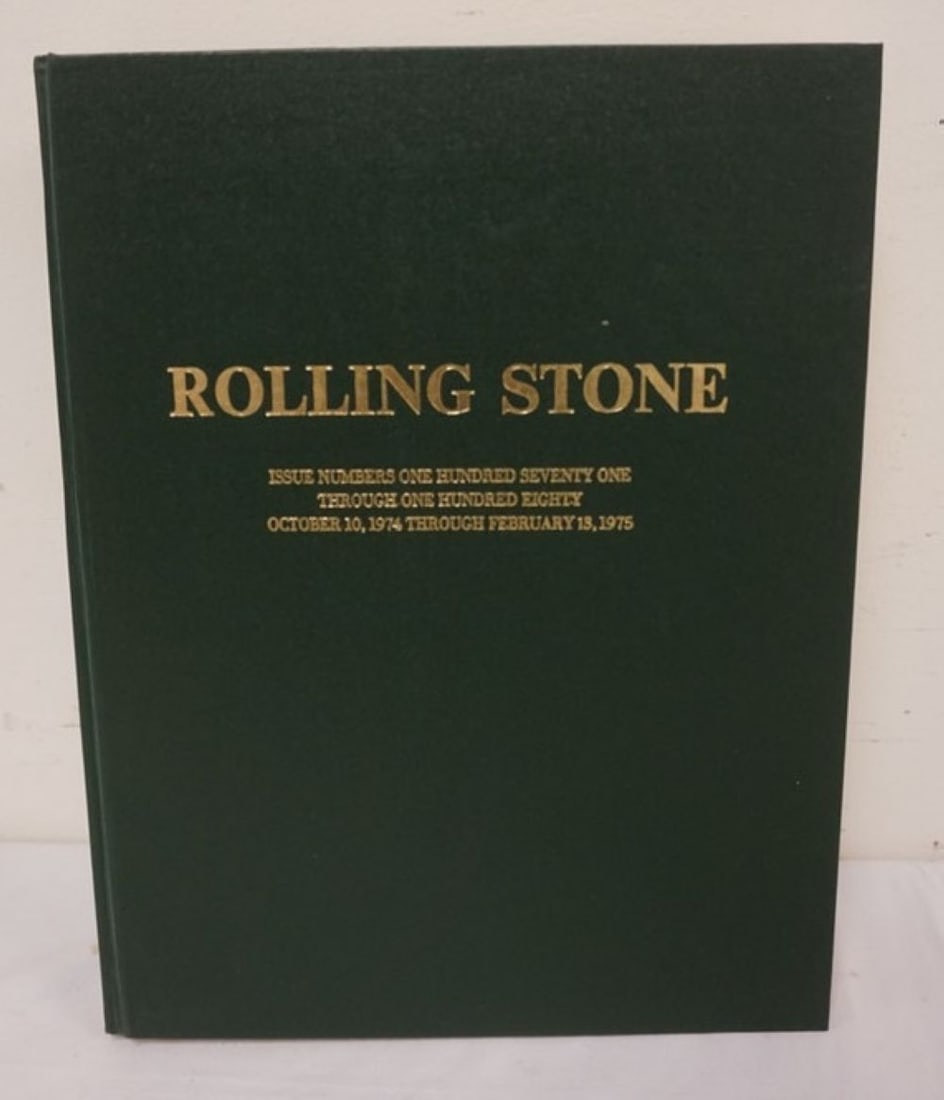 ROLLING STONE
ISSUE NUMBERS ONE HUNDRED SEVENTY ONE
THROUGH ONE HUNDRED EIGHTY
OCTOBER 10, 1974 THROUGH FEBRUARY 13, 1975